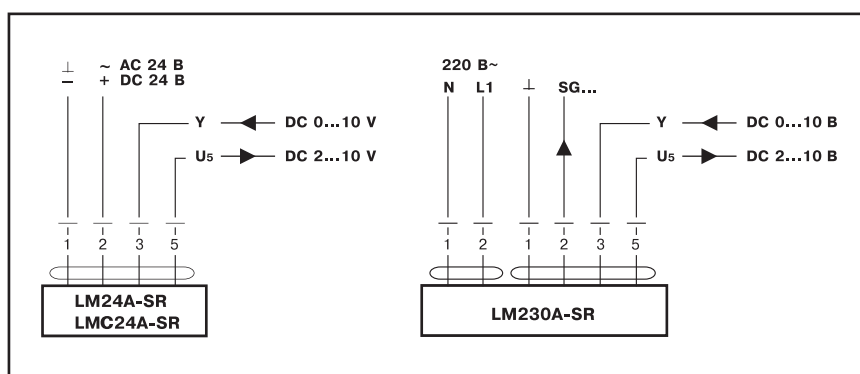 ⊥ ~ AC 24 В
– + DC 24 В
Y DC 0...10 V
U5 DC 2...10 V
1 2 3 5
LM24A-SR
LMC24A-SR
220 В~
N L1 ⊥ SG...
Y DC 0...10 В
U5 DC 2...10 В
1 2 1 2 3 5
LM230A-SR